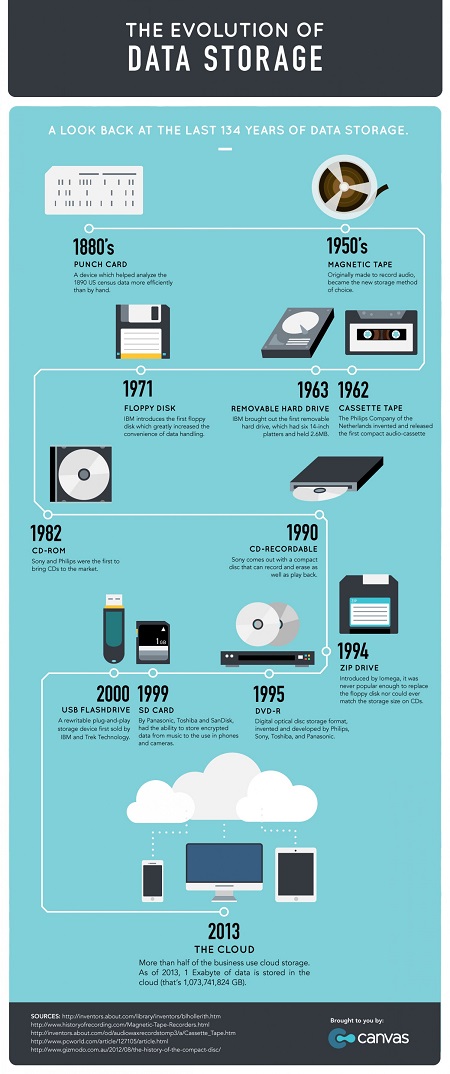 THE EVOLUTION OF
DATA STORAGE
A LOOK BACK AT THE LAST 134 YEARS OF DATA STORAGE.
1880's
PUNCH CARD
A device which helped analyze the
1890 US census data more efficiently
than by hand.
1950's
MAGNETIC TAPE
Originally made to record audio,
became the new storage method
of choice.
1971
FLOPPY DISK
IBM introduces the first floppy
disk which greatly increased the
convenience of data handling.
1963
REMOVABLE HARD DRIVE
IBM brought out the first removable
hard drive, which had six 14-inch
platters and held 2.6MB.
1962
CASSETTE TAPE
The Philips Company of the
Netherlands invented and released
the first compact audio-cassette
1982
CD-ROM
Sony and Philips were the first to
bring CDs to the market.
1990
CD-RECORDABLE
Sony comes out with a compact
disc that can record and erase as
well as play back.
1994
ZIP DRIVE
Introduced by Iomega, it was
never popular enough to replace
the floppy disk nor could ever
match the storage size on CDs.
1GB
2000
USB FLASHDRIVE
A rewritable plug-and-play
storage device first sold by
IBM and Trek Technology.
1999
SD CARD
By Panasonic, Toshiba and SanDisk,
had the ability to store encrypted
data from music to the use in phones
and cameras.
1995
DVD-R
Digital optical disc storage format,
invented and developed by Philips,
Sony, Toshiba, and Panasonic.
2013
THE CLOUD
More than half of the business use cloud storage.
As of 2013, 1 Exabyte of data is stored in the
cloud (that's 1,073,741,824 GB).
SOURCES: http://inventors.about.com/library/inventors/blhollerith.htm
http://www.historyofrecording.com/Magnetic-Tape-Recorders.html
http://inventors.about.com/od/audiowaxrecordstomp3/a/Cassette_Tape.htm
http://www.pcworld.com/article/127105/article.html
http://www.gizmodo.com.au/2012/08/the-history-of-the-compact-disc/
Brought to you by:
canvas